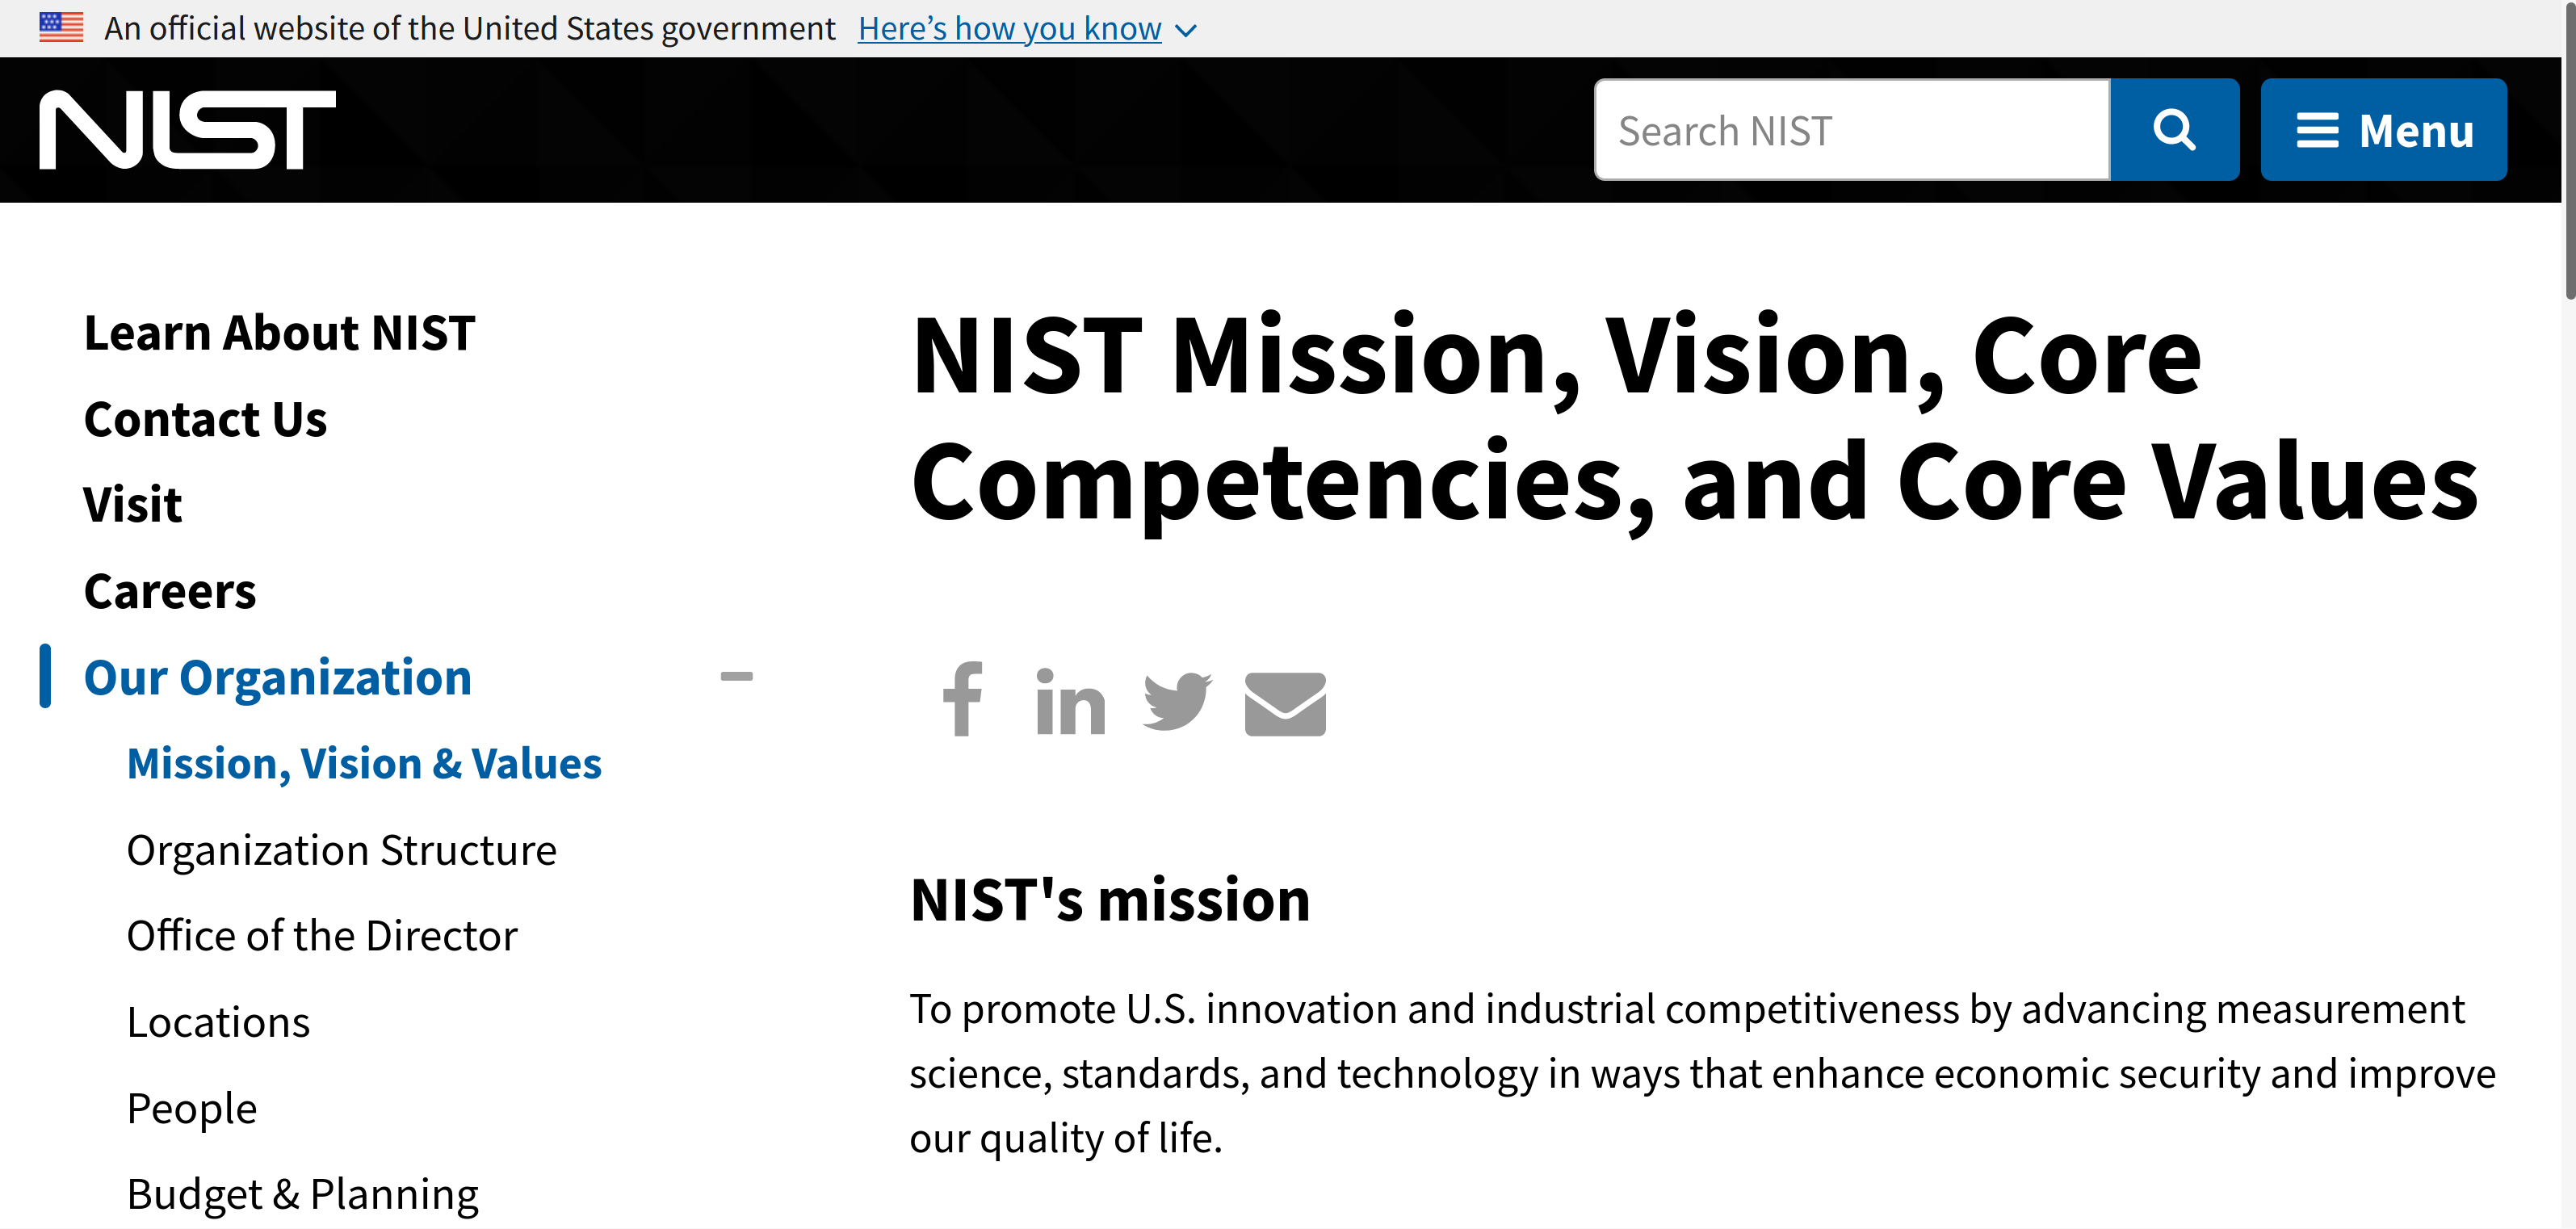 An official website of the United States government Here’s how you know
NIST
Search NIST
Menu
Learn About NIST
Contact Us
Visit
Careers
Our Organization
Mission, Vision & Values
Organization Structure
Office of the Director
Locations
People
Budget & Planning
NIST Mission, Vision, Core
Competencies, and Core Values
NIST's mission
To promote U.S. innovation and industrial competitiveness by advancing measurement
science, standards, and technology in ways that enhance economic security and improve
our quality of life.